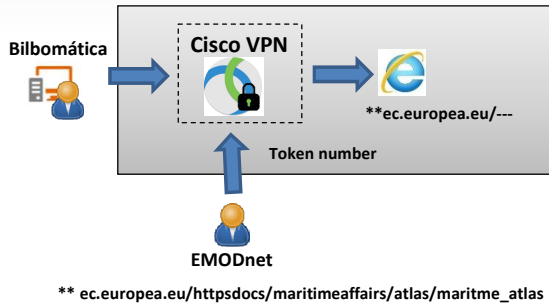 Bilbomática
Cisco VPN
**ec.europea.eu/---
Token number
EMODnet
** ec.europea.eu/httpsdocs/maritimeaffairs/atlas/maritme_atlas